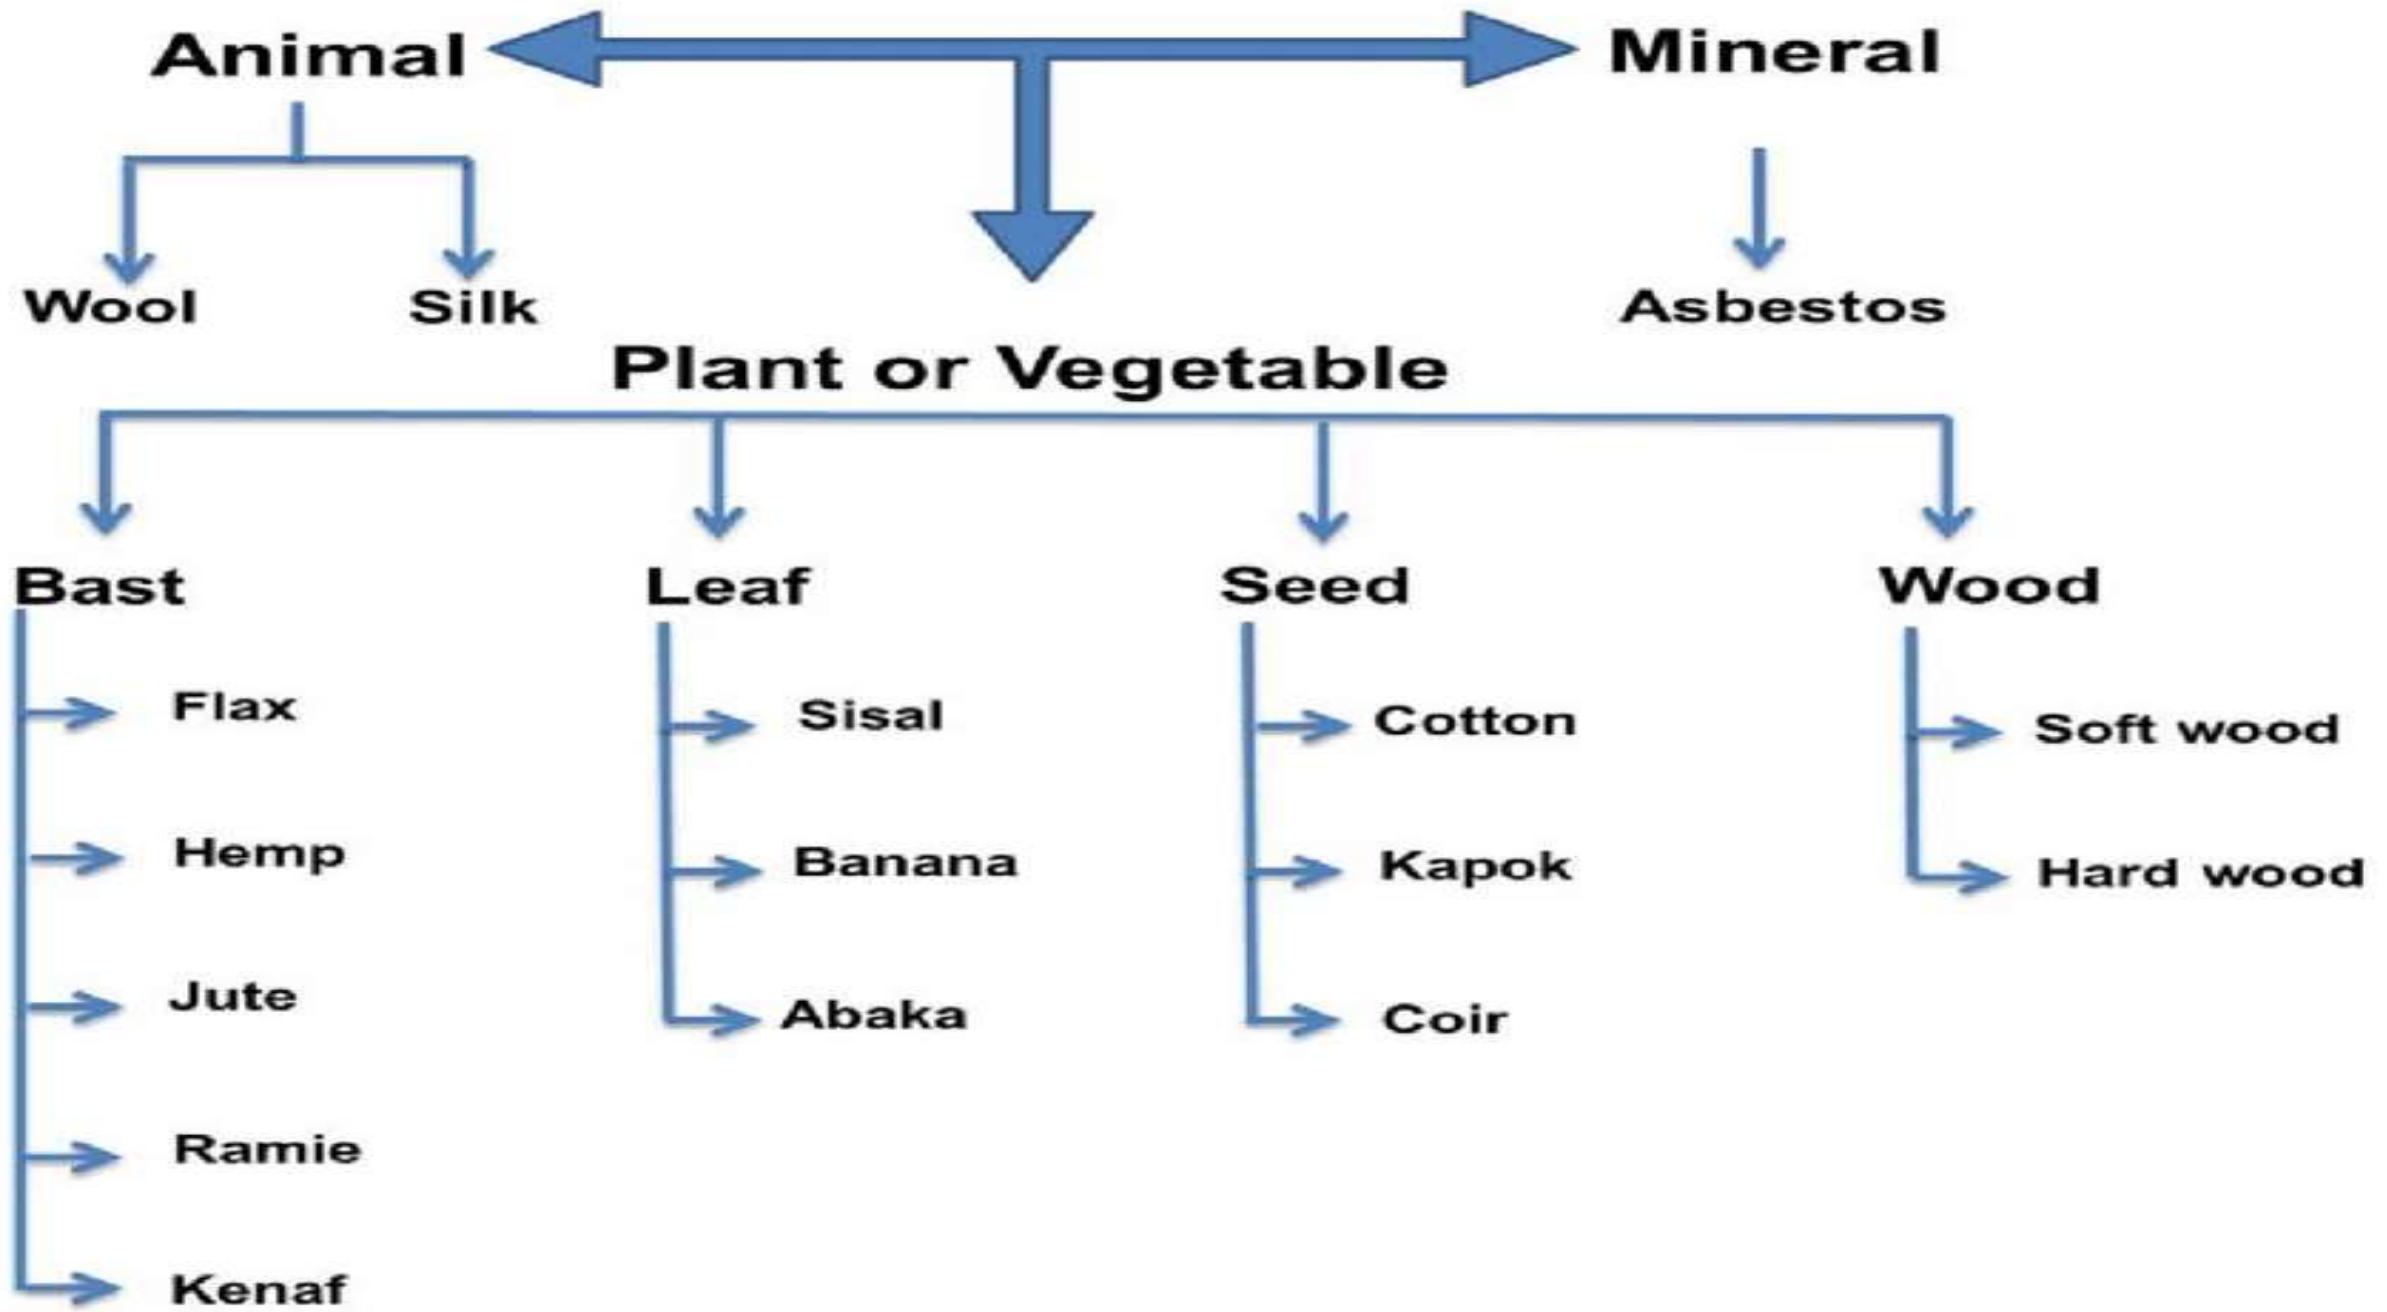 Animal
Mineral
Wool
Silk
Asbestos
Plant or Vegetable
Bast
Leaf
Seed
Wood
Flax
Sisal
Cotton
Soft wood
Hemp
Banana
Kapok
Hard wood
Jute
Abaka
Coir
Ramie
Kenaf